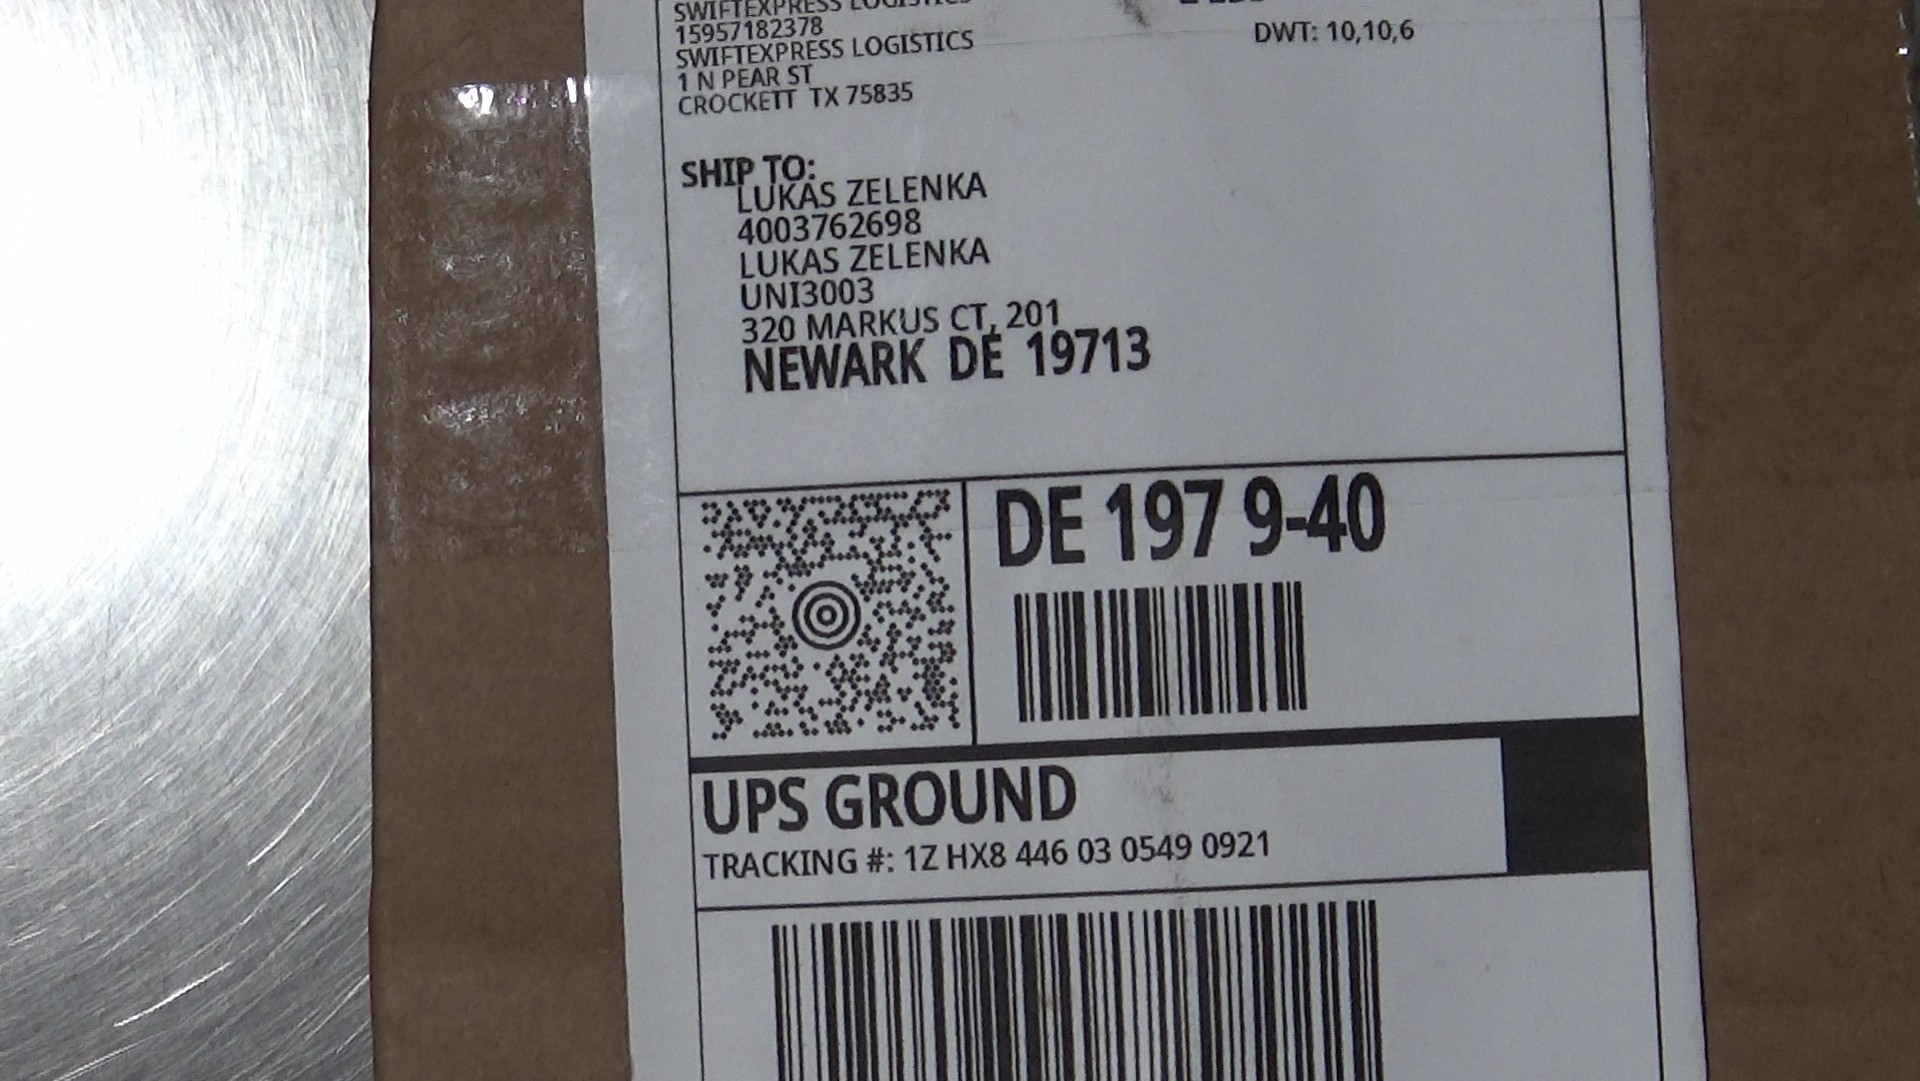 SWIFTEXPRESS LOGISTICS
15957182378
SWIFTEXPRESS LOGISTICS
1 N PEAR ST
CROCKETT TX 75835
DWT: 10,10,6
SHIP TO:
LUKAS ZELENKA
4003762698
LUKAS ZELENKA
UNI3003
320 MARKUS CT, 201
NEWARK DE 19713
DE 197 9-40
UPS GROUND
TRACKING #: 1Z HX8 446 03 0549 0921